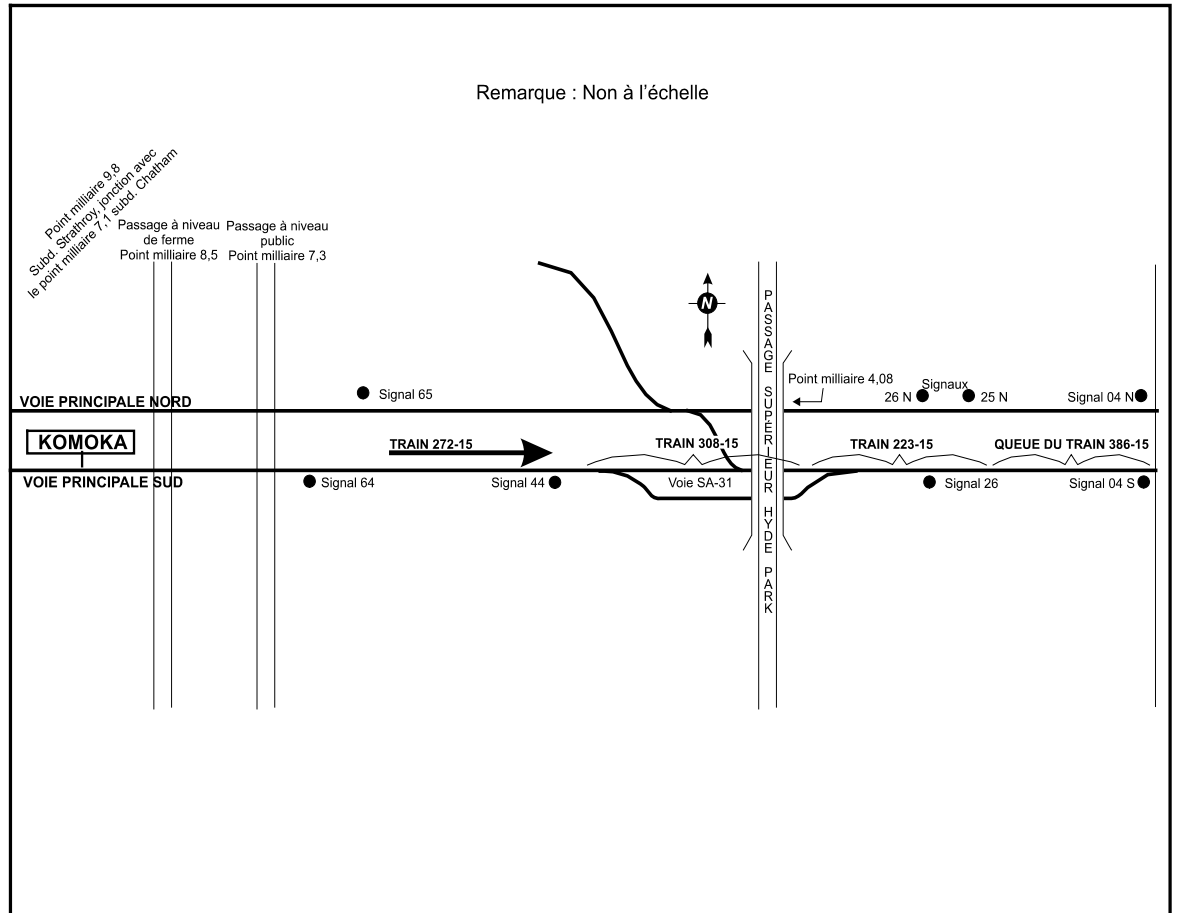 Remarque : Non à l'échelle
Point milliaire 9,8
Subd. Strathroy, jonction avec
le point milliaire 7,1 subd. Chatham
Passage à niveau
de ferme
Point milliaire 8,5
Passage à niveau
public
Point milliaire 7,3
N
PASSAGE SUPÉRIEUR HYDE PARK
Point milliaire 4,08
Signaux
26 N
25 N
Signal 04 N
Signal 65
VOIE PRINCIPALE NORD
KOMOKA
TRAIN 272-15
TRAIN 308-15
TRAIN 223-15
QUEUE DU TRAIN 386-15
VOIE PRINCIPALE SUD
Signal 64
Signal 44
Voie SA-31
Signal 26
Signal 04 S